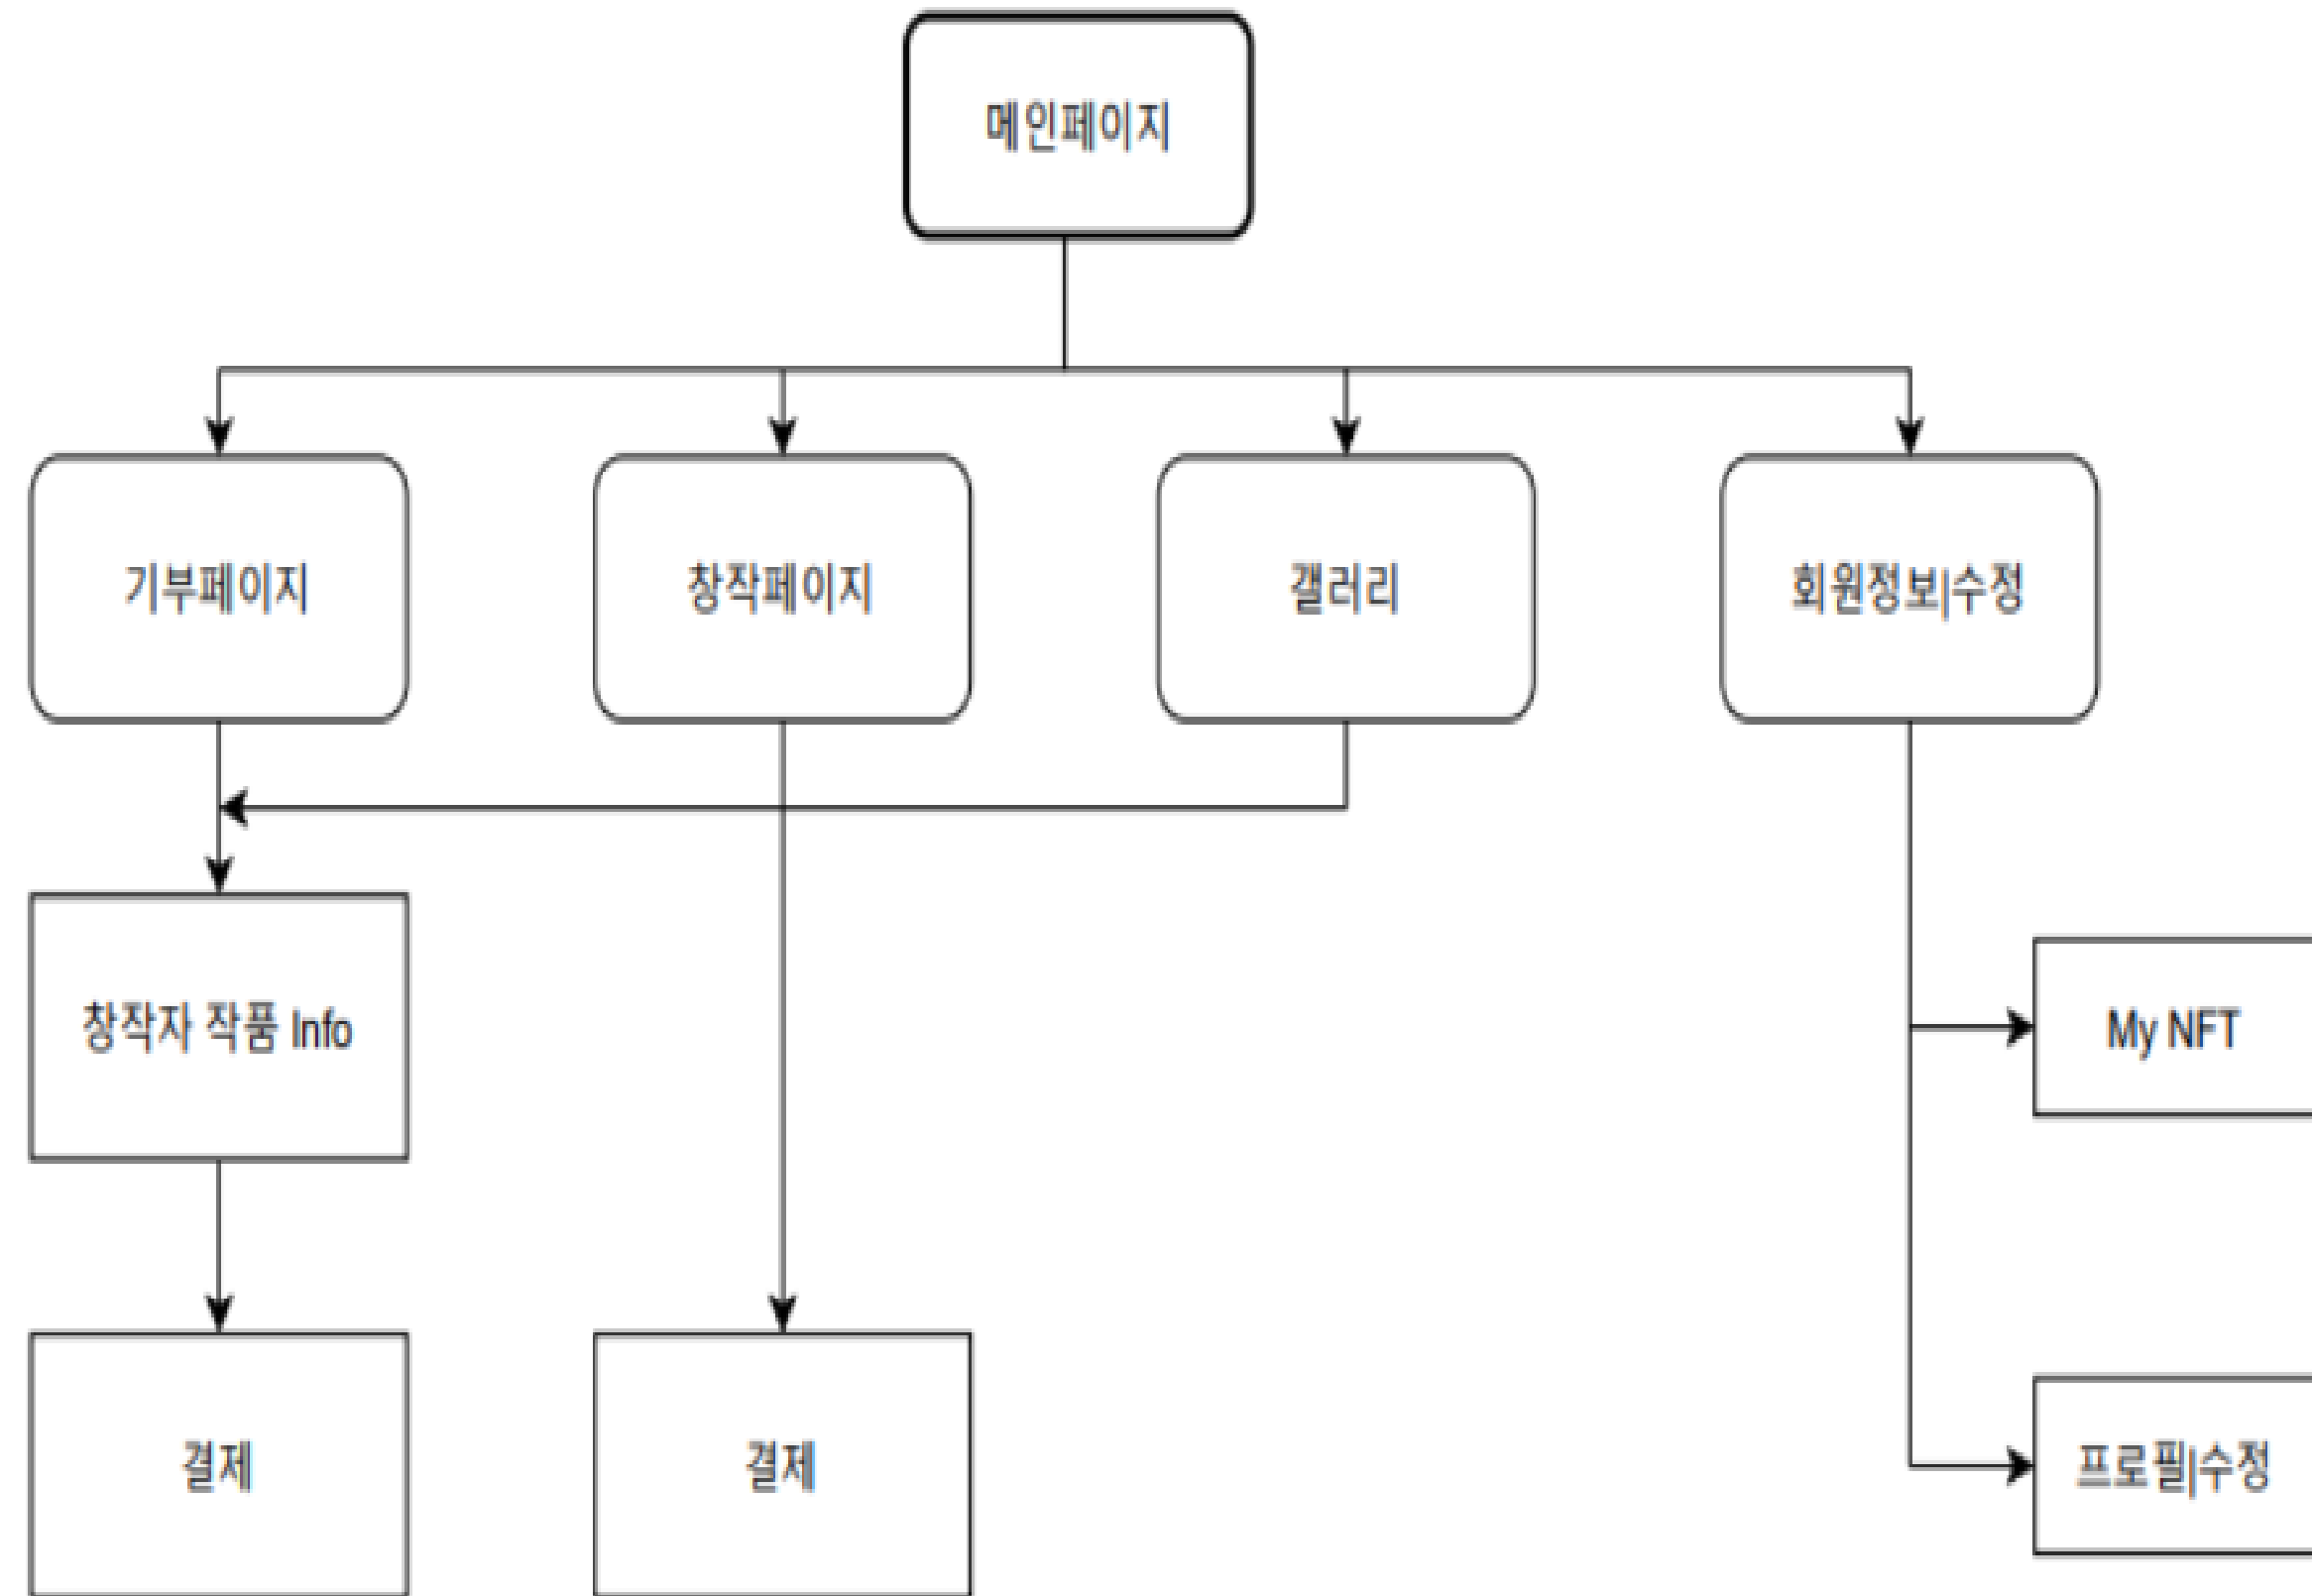 메인페이지
기부페이지
창작페이지
갤러리
회원정보|수정
창작자 작품 Info
My NFT
결제
결제
프로필|수정